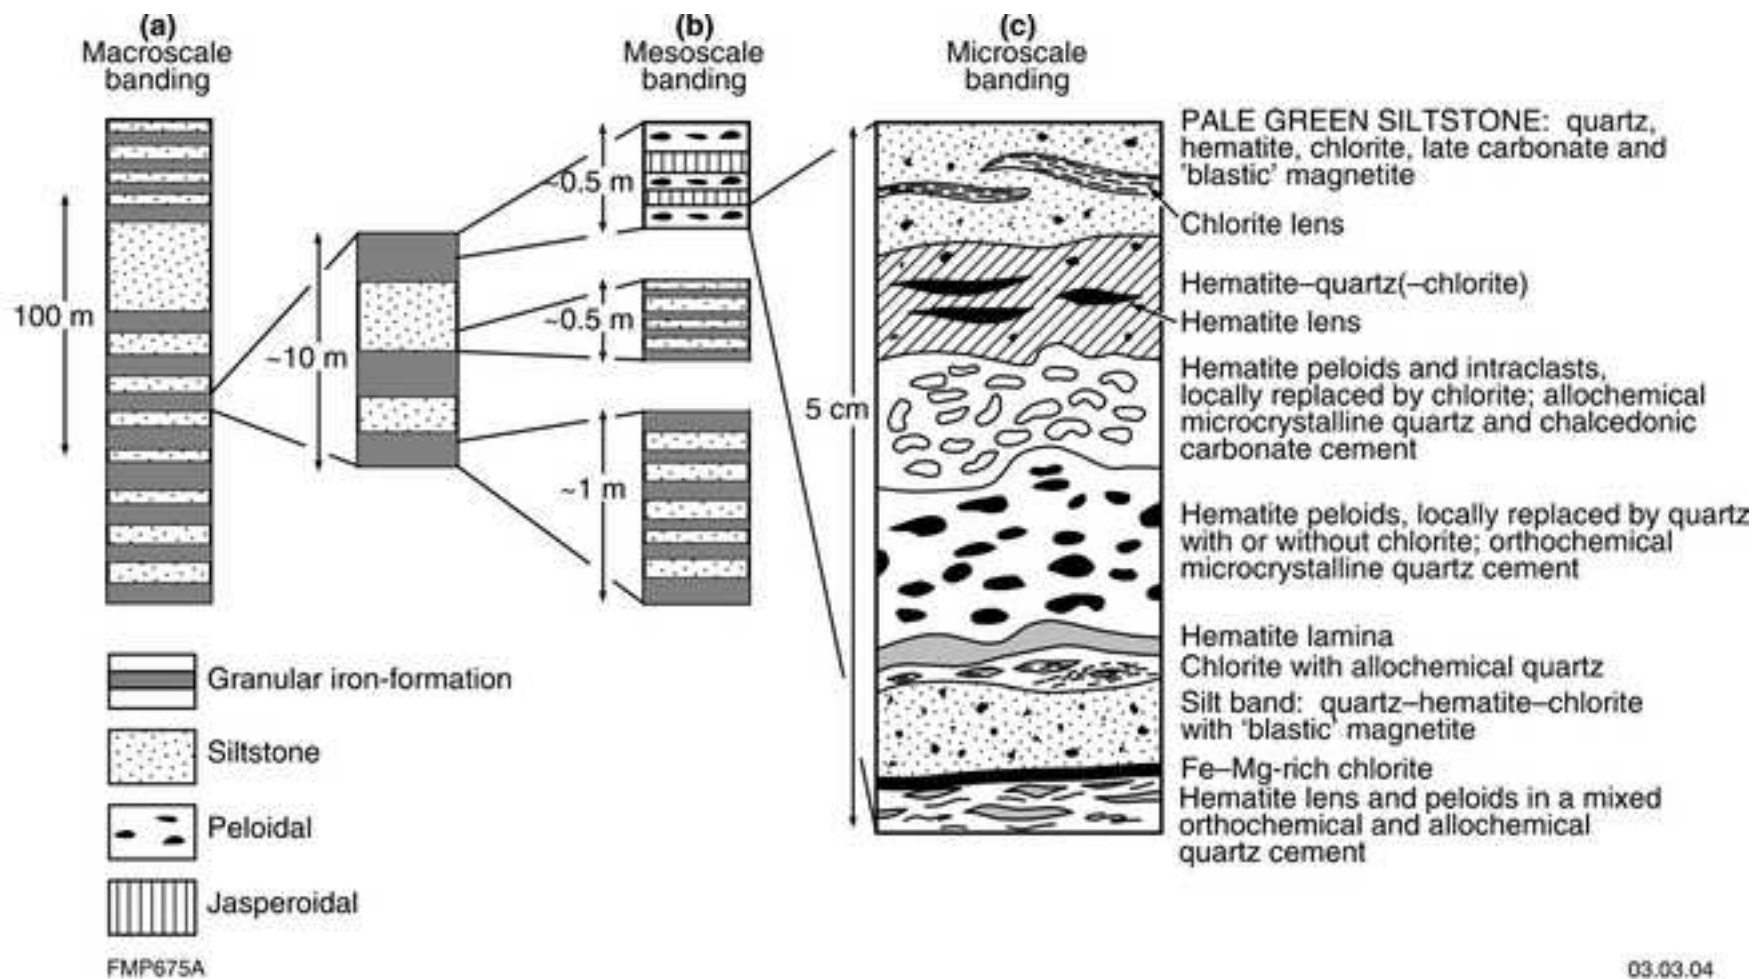 (a)
Macroscale
banding
(b)
Mesoscale
banding
(c)
Microscale
banding
100 m
~10 m
~0.5 m
~0.5 m
~1 m
5 cm
PALE GREEN SILTSTONE: quartz,
hematite, chlorite, late carbonate and
'blastic' magnetite
Chlorite lens
Hematite–quartz(–chlorite)
Hematite lens
Hematite peloids and intraclasts,
locally replaced by chlorite; allochemical
microcrystalline quartz and chalcedonic
carbonate cement
Hematite peloids, locally replaced by quartz
with or without chlorite; orthochemical
microcrystalline quartz cement
Hematite lamina
Chlorite with allochemical quartz
Silt band: quartz–hematite–chlorite
with 'blastic' magnetite
Fe–Mg-rich chlorite
Hematite lens and peloids in a mixed
orthochemical and allochemical
quartz cement
Granular iron-formation
Siltstone
Peloidal
Jasperoidal
FMP675A
03.03.04